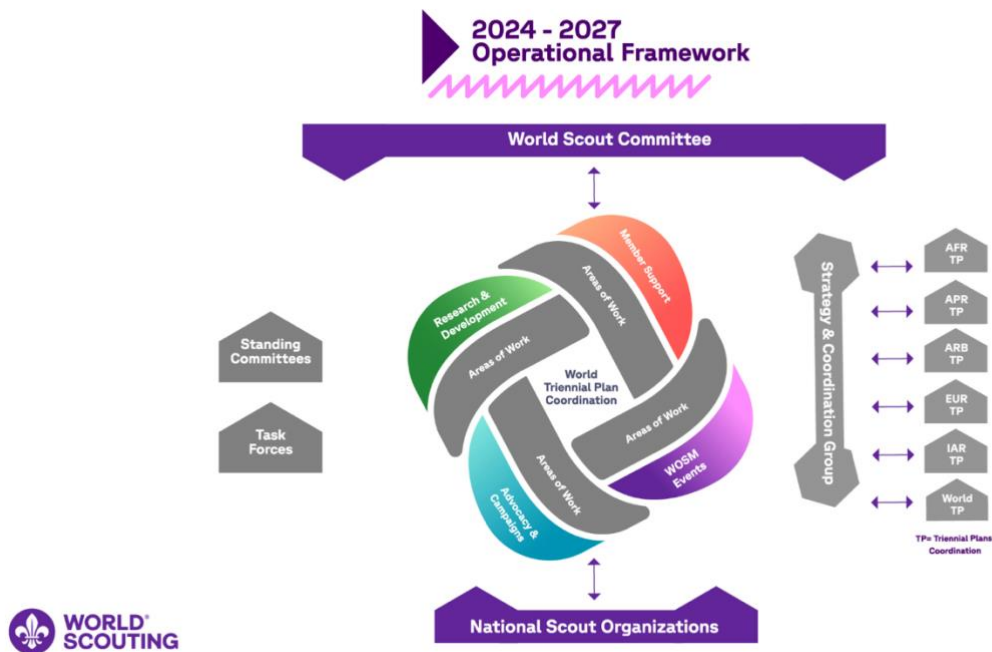 2024 - 2027
Operational Framework
World Scout Committee
Member Support
Areas of Work
Research &
Development
Areas of Work
World
Triennial Plan
Coordination
Areas of Work
WOSM
Events
Areas of Work
Advocacy &
Campaigns
Standing
Committees
Task
Forces
Strategy & Coordination Group
AFR
TP
APR
TP
ARB
TP
EUR
TP
IAR
TP
World
TP
TP= Triennial Plans
Coordination
National Scout Organizations
WORLD®
SCOUTING